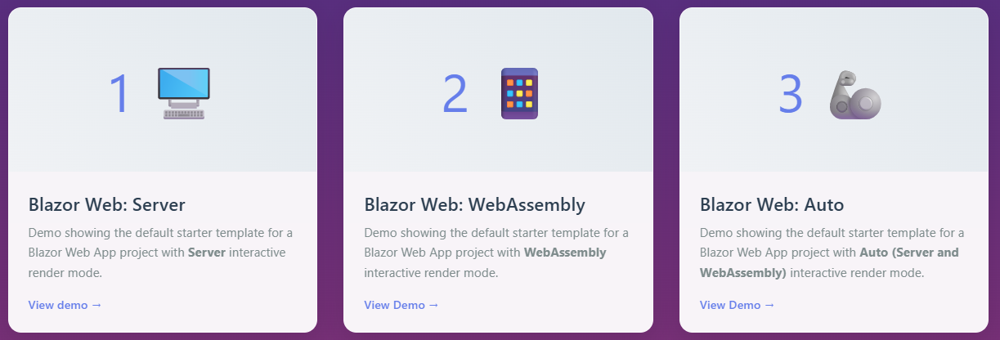 1
Blazor Web: Server
Demo showing the default starter template for a
Blazor Web App project with Server interactive
render mode.
View demo →
2
Blazor Web: WebAssembly
Demo showing the default starter template for a
Blazor Web App project with WebAssembly
interactive render mode.
View Demo →
3
Blazor Web: Auto
Demo showing the default starter template for a
Blazor Web App project with Auto (Server and
WebAssembly) interactive render mode.
View Demo →